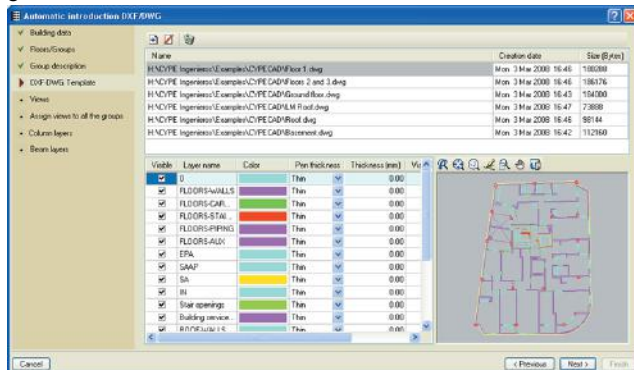 Automatic introduction DXF/DWG
Building data
Floors/Groups
Group description
DXF-DWG Template
Views
Assign views to all the groups
Column layers
Beam layers
Name Creation date Size (Bytes)
H:\CYPE Ingenieros\Examples\CYPECAD\Floor 1.dwg Mon 3 Mar 2008 16:46
H:\CYPE Ingenieros\Examples\CYPECAD\Floors 2 and 3.dwg Mon 3 Mar 2008 16:46 186176
H:\CYPE Ingenieros\Examples\CYPECAD\Ground floor.dwg Mon 3 Mar 2008 16:43
H:\CYPE Ingenieros\Examples\CYPECAD\LM Roof.dwg Mon 3 Mar 2008 16:47
H:\CYPE Ingenieros\Examples\CYPECAD\Roof.dwg Mon 3 Mar 2008 16:46 98144
H:\CYPE Ingenieros\Examples\CYPECAD\Basement.dwg Mon 3 Mar 2008 16:42
Visible Layer name Color Pen thickness Thickness (mm)
0 Thin 0.00
FLOORS-WALLS Thin 0.00
FLOORS-CAR... Thin 0.00
FLOORS-STAI... Thin 0.00
FLOORS-PIPING Thin 0.00
FLOORS-AUX Thin 0.00
EPA Thin 0.00
SAAP Thin 0.00
SA Thin 0.00
IN Thin 0.00
Stair openings Thin 0.00
Building service... Thin 0.00
ROOF-WALLS Thin 0.00
Cancel < Previous Next > Finish